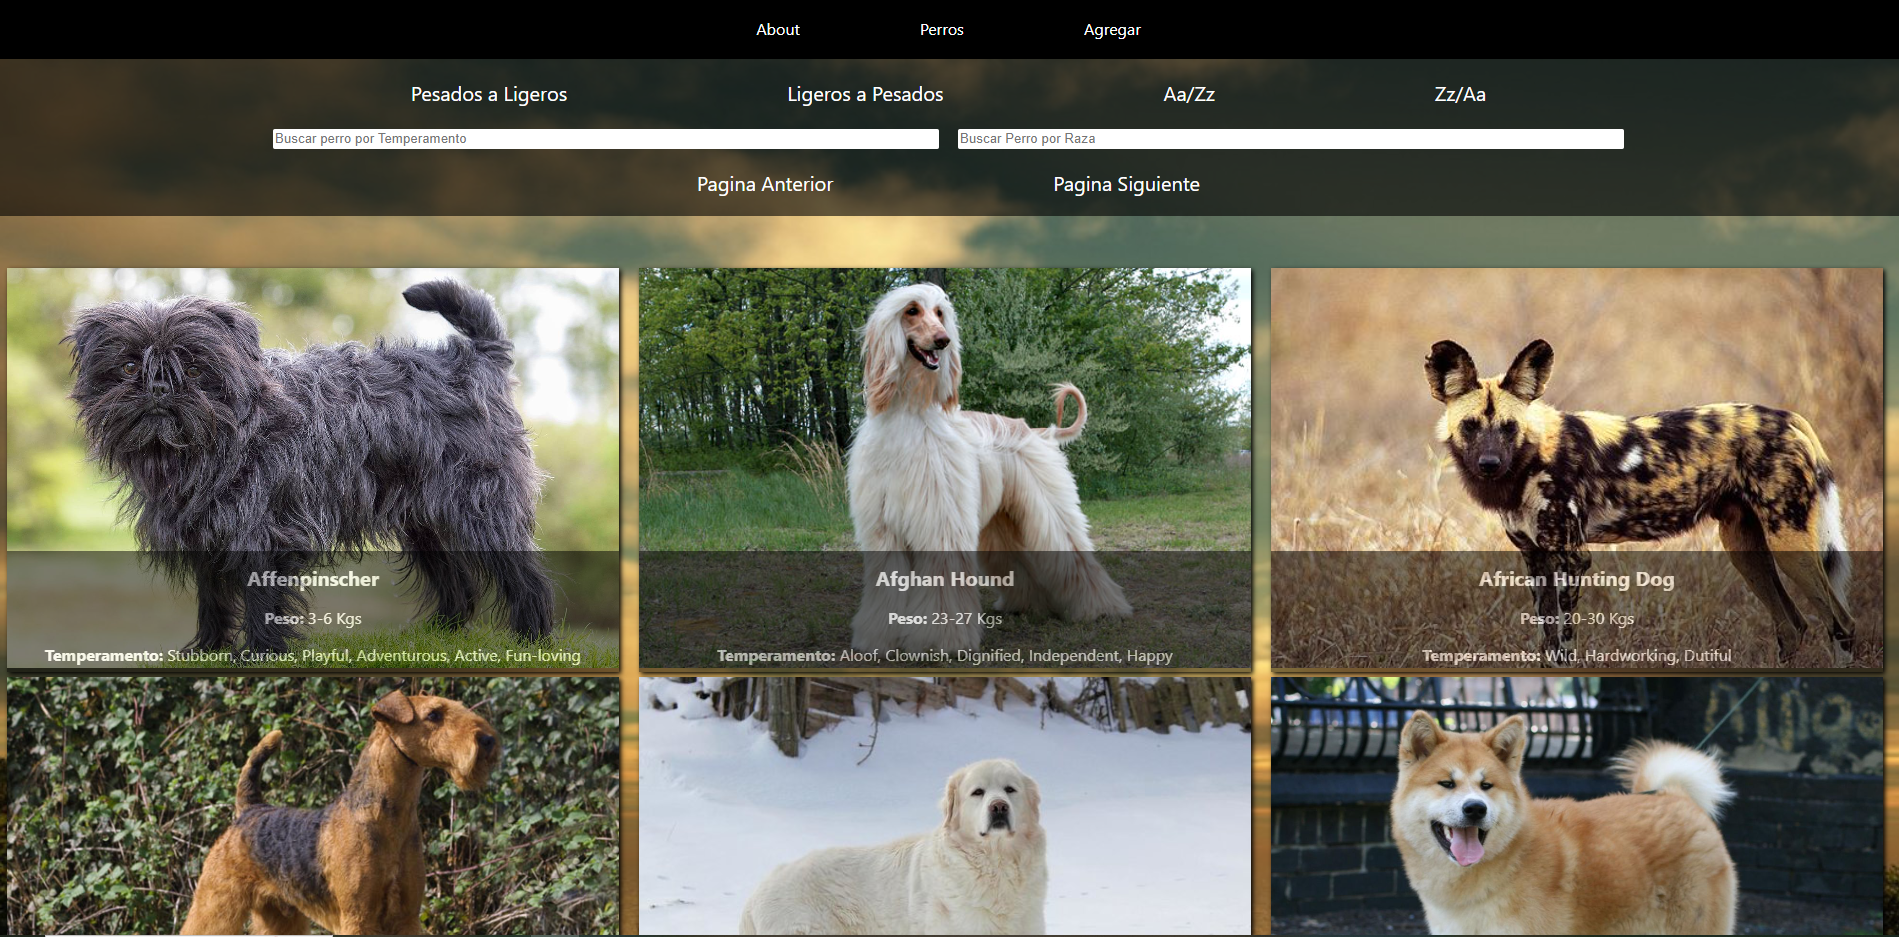 About Perros Agregar
Pesados a Ligeros Ligeros a Pesados Aa/Zz Zz/Aa
Buscar perro por Temperamento Buscar Perro por Raza
Pagina Anterior Pagina Siguiente
Affenpinscher
Peso: 3-6 Kgs
Temperamento: Stubborn, Curious, Playful, Adventurous, Active, Fun-loving
Afghan Hound
Peso: 23-27 Kgs
Temperamento: Aloof, Clownish, Dignified, Independent, Happy
African Hunting Dog
Peso: 20-30 Kgs
Temperamento: Wild, Hardworking, Dutiful